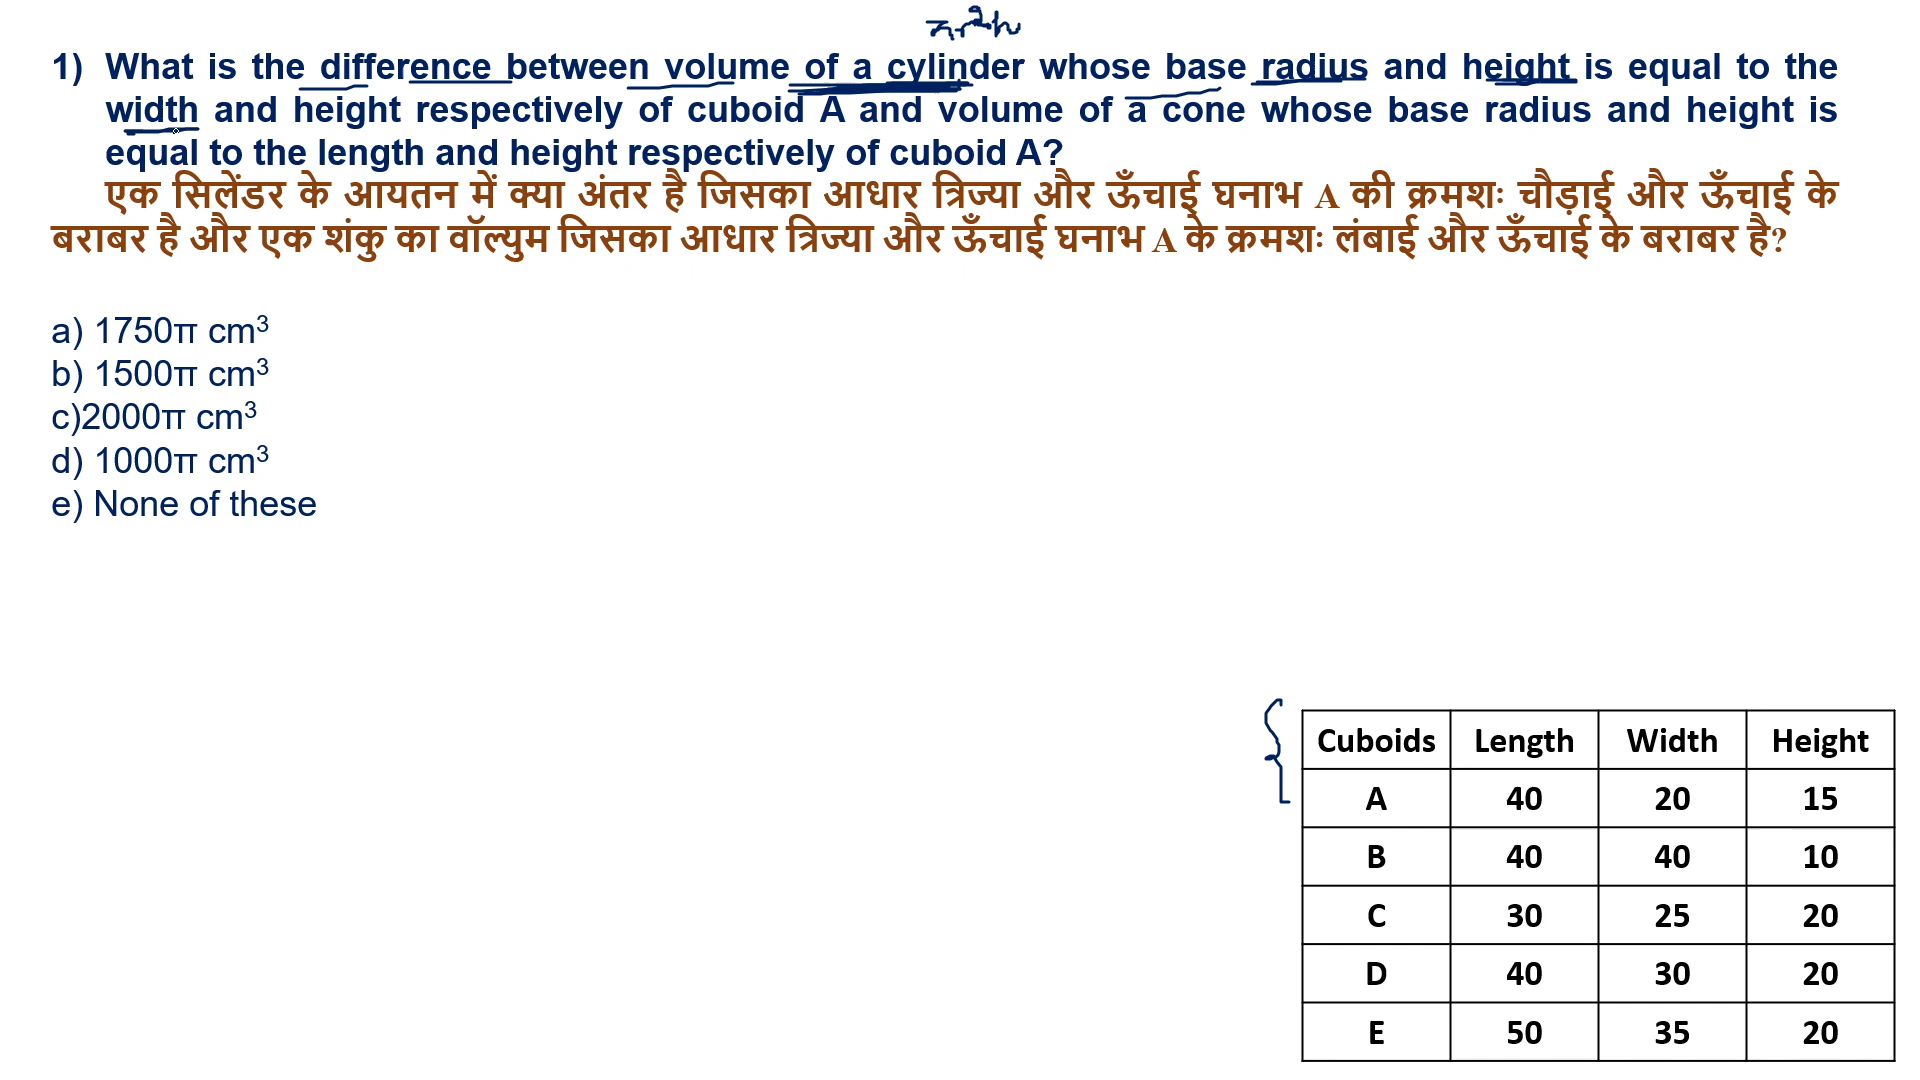 πr²h
1) What is the difference between volume of a cylinder whose base radius and height is equal to the
width and height respectively of cuboid A and volume of a cone whose base radius and height is
equal to the length and height respectively of cuboid A?
एक सिलेंडर के आयतन में क्या अंतर है जिसका आधार त्रिज्या और ऊँचाई घनाभ A की क्रमशः चौड़ाई और ऊँचाई के
बराबर है और एक शंकु का वॉल्युम जिसका आधार त्रिज्या और ऊँचाई घनाभ A के क्रमशः लंबाई और ऊँचाई के बराबर है?
a) 1750π cm³
b) 1500π cm³
c)2000π cm³
d) 1000π cm³
e) None of these
Cuboids Length Width Height
A 40 20 15
B 40 40 10
C 30 25 20
D 40 30 20
E 50 35 20